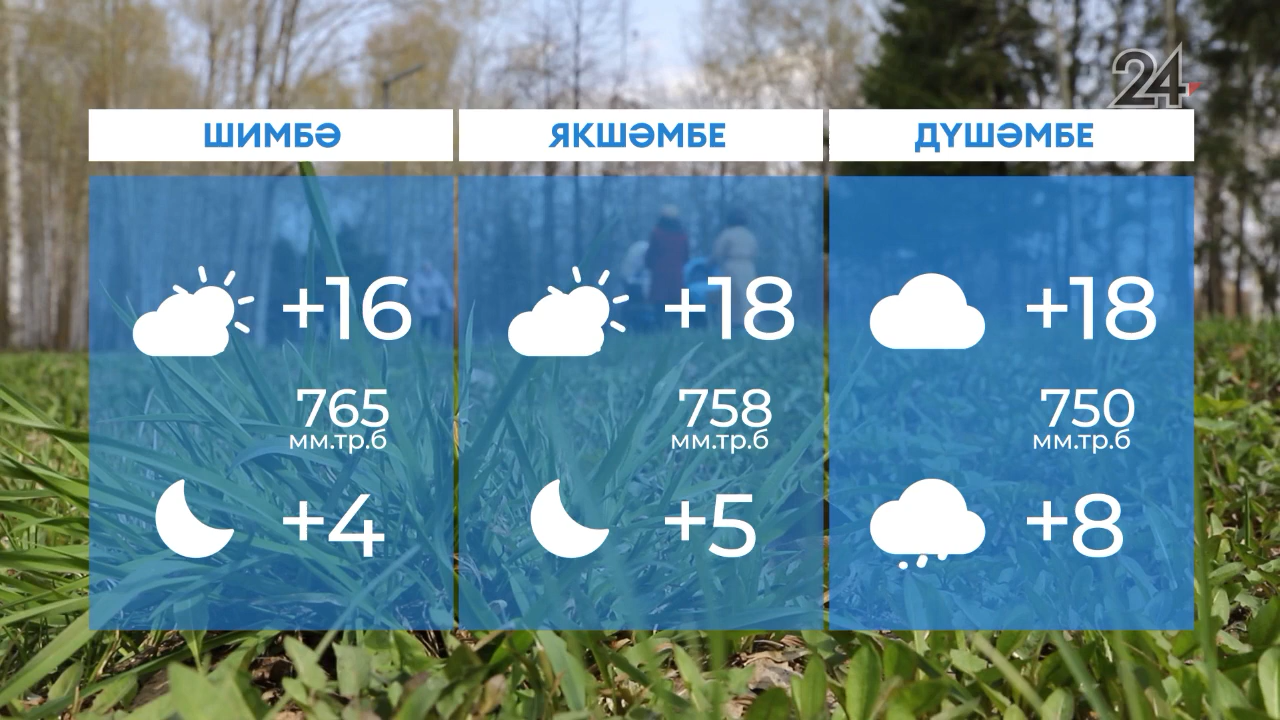 24
ШИМБӘ
ЯКШӘМБЕ
ДҮШӘМБЕ
+16
+18
+18
765
мм.тр.б
758
мм.тр.б
750
мм.тр.б
+4
+5
+8